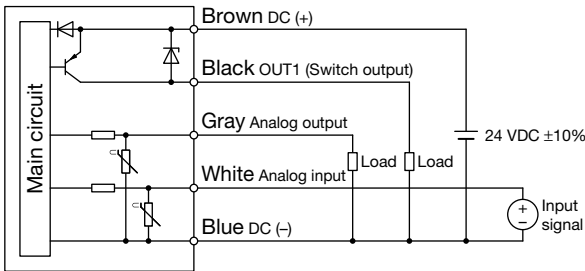 Main circuit
Brown DC (+)
Black OUT1 (Switch output)
Gray Analog output
White Analog input
Blue DC (–)
Load
Load
24 VDC ±10%
U
U
+
–
Input
signal